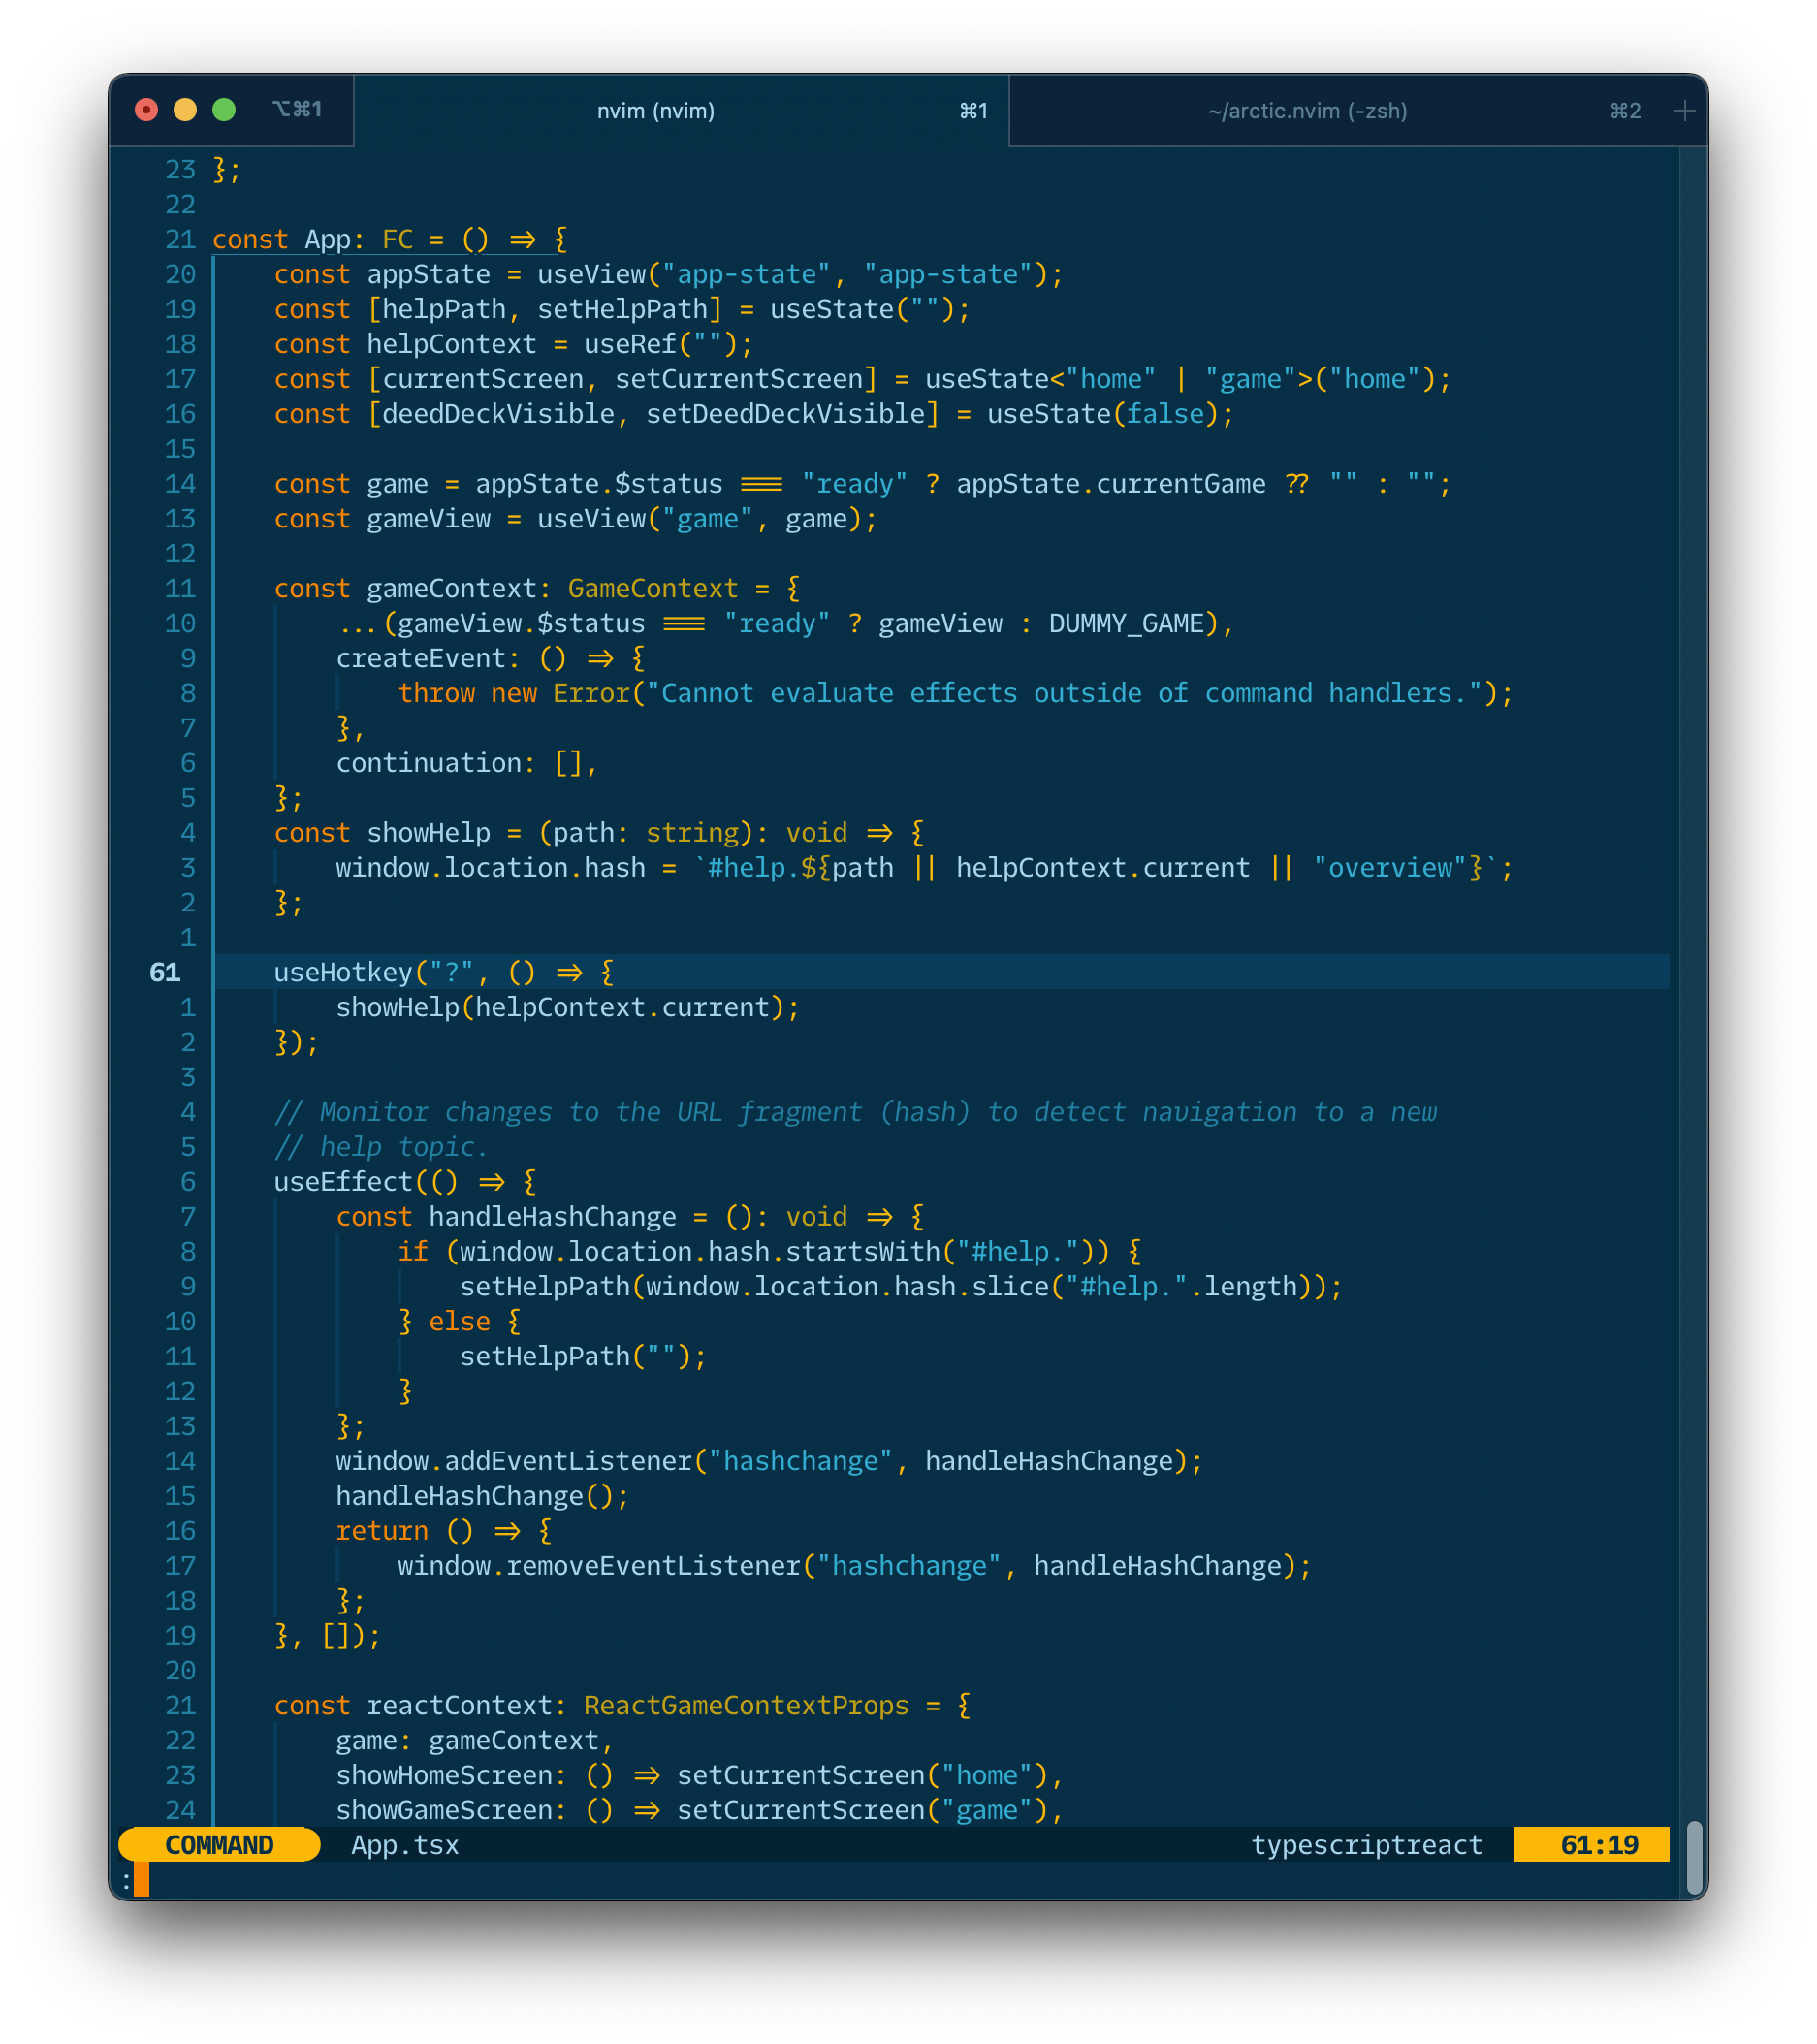 ⌥⌘1 nvim (nvim) ⌘1 ~/arctic.nvim (-zsh) ⌘2 +
23 };
22
21 const App: FC = () => {
20     const appState = useView("app-state", "app-state");
19     const [helpPath, setHelpPath] = useState("");
18     const helpContext = useRef("");
17     const [currentScreen, setCurrentScreen] = useState<"home" | "game">("home");
16     const [deedDeckVisible, setDeedDeckVisible] = useState(false);
15
14     const game = appState.$status === "ready" ? appState.currentGame ?? "" : "";
13     const gameView = useView("game", game);
12
11     const gameContext: GameContext = {
10         ...(gameView.$status === "ready" ? gameView : DUMMY_GAME),
9         createEvent: () => {
8             throw new Error("Cannot evaluate effects outside of command handlers.");
7         },
6         continuation: [],
5     };
4     const showHelp = (path: string): void => {
3         window.location.hash = `#help.${path || helpContext.current || "overview"}`;
2     };
1
61     useHotkey("?", () => {
1         showHelp(helpContext.current);
2     });
3
4     // Monitor changes to the URL fragment (hash) to detect navigation to a new
5     // help topic.
6     useEffect(() => {
7         const handleHashChange = (): void => {
8             if (window.location.hash.startsWith("#help.")) {
9                 setHelpPath(window.location.hash.slice("#help.".length));
10             } else {
11                 setHelpPath("");
12             }
13         };
14         window.addEventListener("hashchange", handleHashChange);
15         handleHashChange();
16         return () => {
17             window.removeEventListener("hashchange", handleHashChange);
18         };
19     }, []);
20
21     const reactContext: ReactGameContextProps = {
22         game: gameContext,
23         showHomeScreen: () => setCurrentScreen("home"),
24         showGameScreen: () => setCurrentScreen("game"),
COMMAND App.tsx typescriptreact 61:19
: